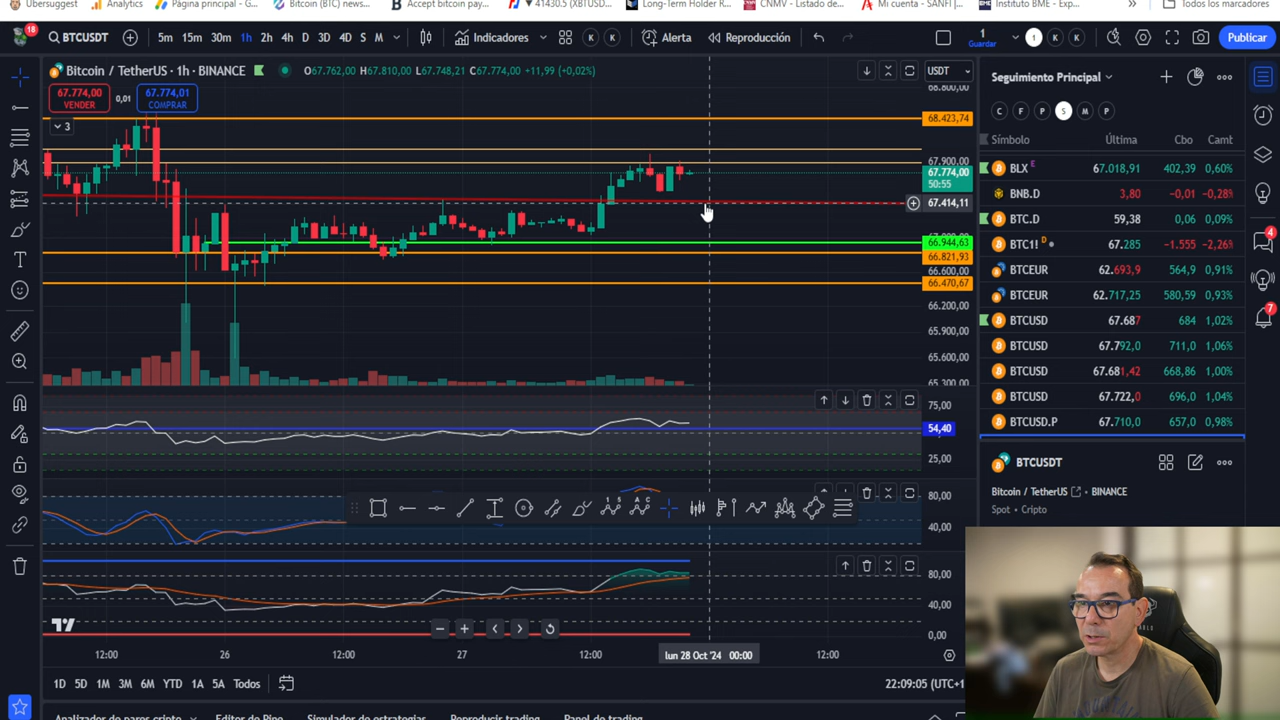 Ubersuggest
Analytics
Página principal - G...
Bitcoin (BTC) news...
Accept bitcoin pay...
▼ 41430.5 (XBTUSD...
Long-Term Holder R...
CNMV - Listado de...
Mi cuenta - SANFI |...
Instituto BME - Exp...
»
Todos los marcadores
18
BTCUSDT
5m 15m 30m 1h 2h 4h D 3D 4D S M
Indicadores
K K
Alerta
Reproducción
1
Guardar
1 K K
Publicar
Bitcoin / TetherUS · 1h · BINANCE
O67.762,00 H67.810,00 L67.748,21 C67.774,00 +11,99 (+0,02%)
USDT
67.774,00
VENDER
0,01
67.774,01
COMPRAR
3
68.800,00
68.423,74
67.900,00
67.774,00
50:55
67.414,11
66.944,63
66.821,93
66.600,00
66.470,67
66.200,00
65.900,00
65.600,00
65.300,00
75,00
54,40
25,00
80,00
40,00
80,00
40,00
0,00
12:00
26
12:00
27
12:00
lun 28 Oct '24 00:00
12:00
1D 5D 1M 3M 6M YTD 1A 5A Todos
22:09:05 (UTC+1
Analizador de pares cripto
Editor de Pine
Simulador de estrategias
Reproducir trading
Panel de trading
Seguimiento Principal
C F P S M P
Símbolo Última Cbo Camt
BLX E 67.018,91 402,39 0,60%
BNB.D 3,80 −0,01 −0,28%
BTC.D 59,38 0,06 0,09%
BTC1! D 67.285 −1.555 −2,26%
BTCEUR 62.693,9 564,9 0,91%
BTCEUR 62.717,25 580,59 0,93%
BTCUSD 67.687 684 1,02%
BTCUSD 67.792,0 711,0 1,06%
BTCUSD 67.681,42 668,86 1,00%
BTCUSD 67.722,0 696,0 1,04%
BTCUSD.P 67.710,0 657,0 0,98%
BTCUSDT
Bitcoin / TetherUS
BINANCE
Spot • Cripto
4
7